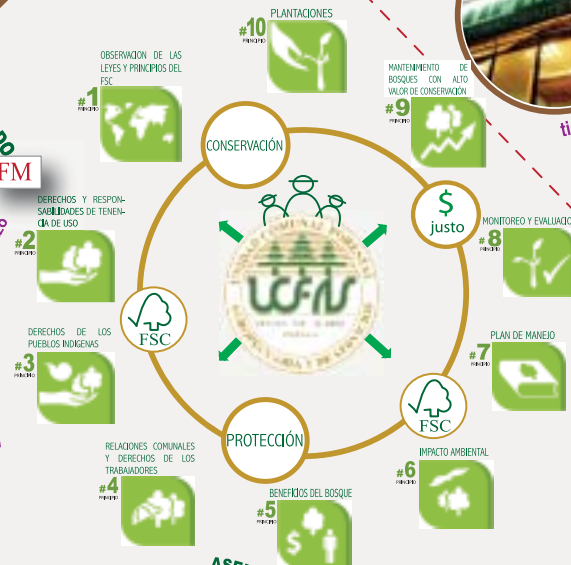 #10
PRINCIPIO
PLANTACIONES
OBSERVACION DE LAS
LEYES Y PRINCIPIOS DEL
FSC
#1
PRINCIPIO
MANTENIMIENTO DE
BOSQUES CON ALTO
VALOR DE CONSERVACIÓN
#9
PRINCIPIO
ti
CONSERVACIÓN
FM
DERECHOS Y RESPON-
SABILIDADES DE TENEN-
CIA DE USO
#2
PRINCIPIO
$
justo
MONITOREO Y EVALUACIO
#8
PRINCIPIO
UCFAS
FSC
DERECHOS DE LOS
PUEBLOS INDIGENAS
#3
PRINCIPIO
PLAN DE MANEJO
#7
PRINCIPIO
FSC
PROTECCIÓN
RELACIONES COMUNALES
Y DERECHOS DE LOS
TRABAJADORES
#4
PRINCIPIO
IMPACTO AMBIENTAL
#6
PRINCIPIO
BENEFICIOS DEL BOSQUE
#5
PRINCIPIO
$